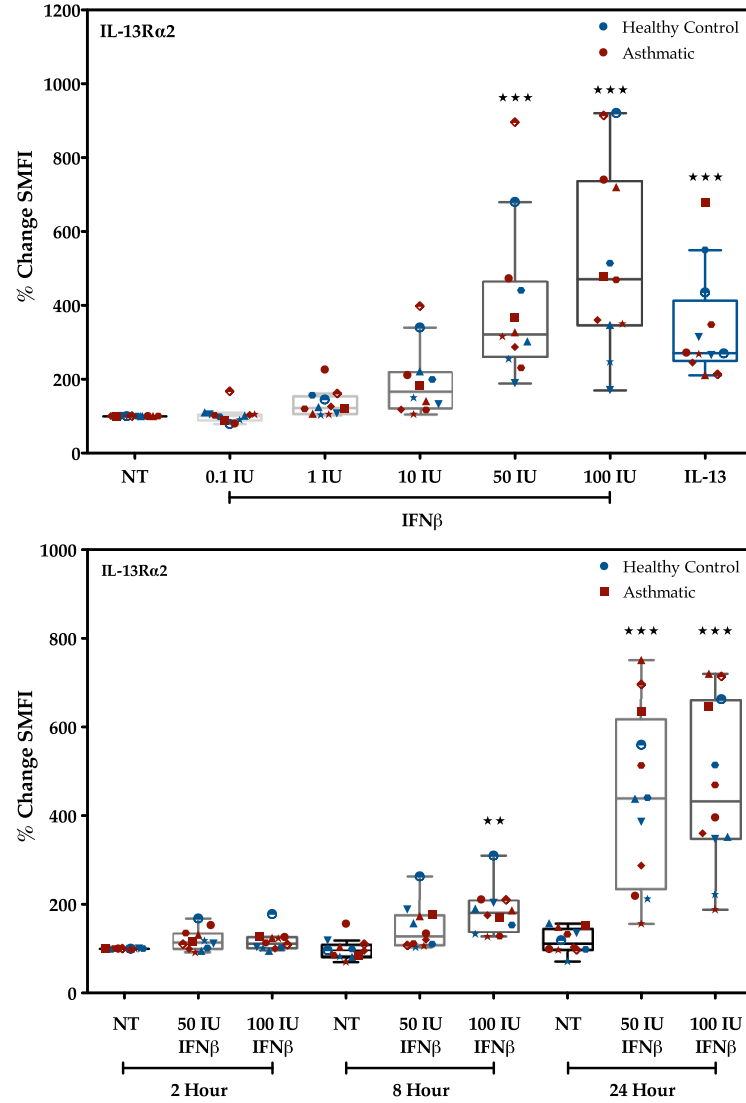 1200
IL-13Rα2
Healthy Control
Asthmatic
1000
800
600
400
200
0
% Change SMFI
★★★
★★★
★★★
NT
0.1 IU
1 IU
10 IU
50 IU
100 IU
IL-13
IFNβ
1000
IL-13Rα2
Healthy Control
Asthmatic
800
600
400
200
0
% Change SMFI
★★
★★★
★★★
NT
50 IU
IFNβ
100 IU
IFNβ
NT
50 IU
IFNβ
100 IU
IFNβ
NT
50 IU
IFNβ
100 IU
IFNβ
2 Hour
8 Hour
24 Hour